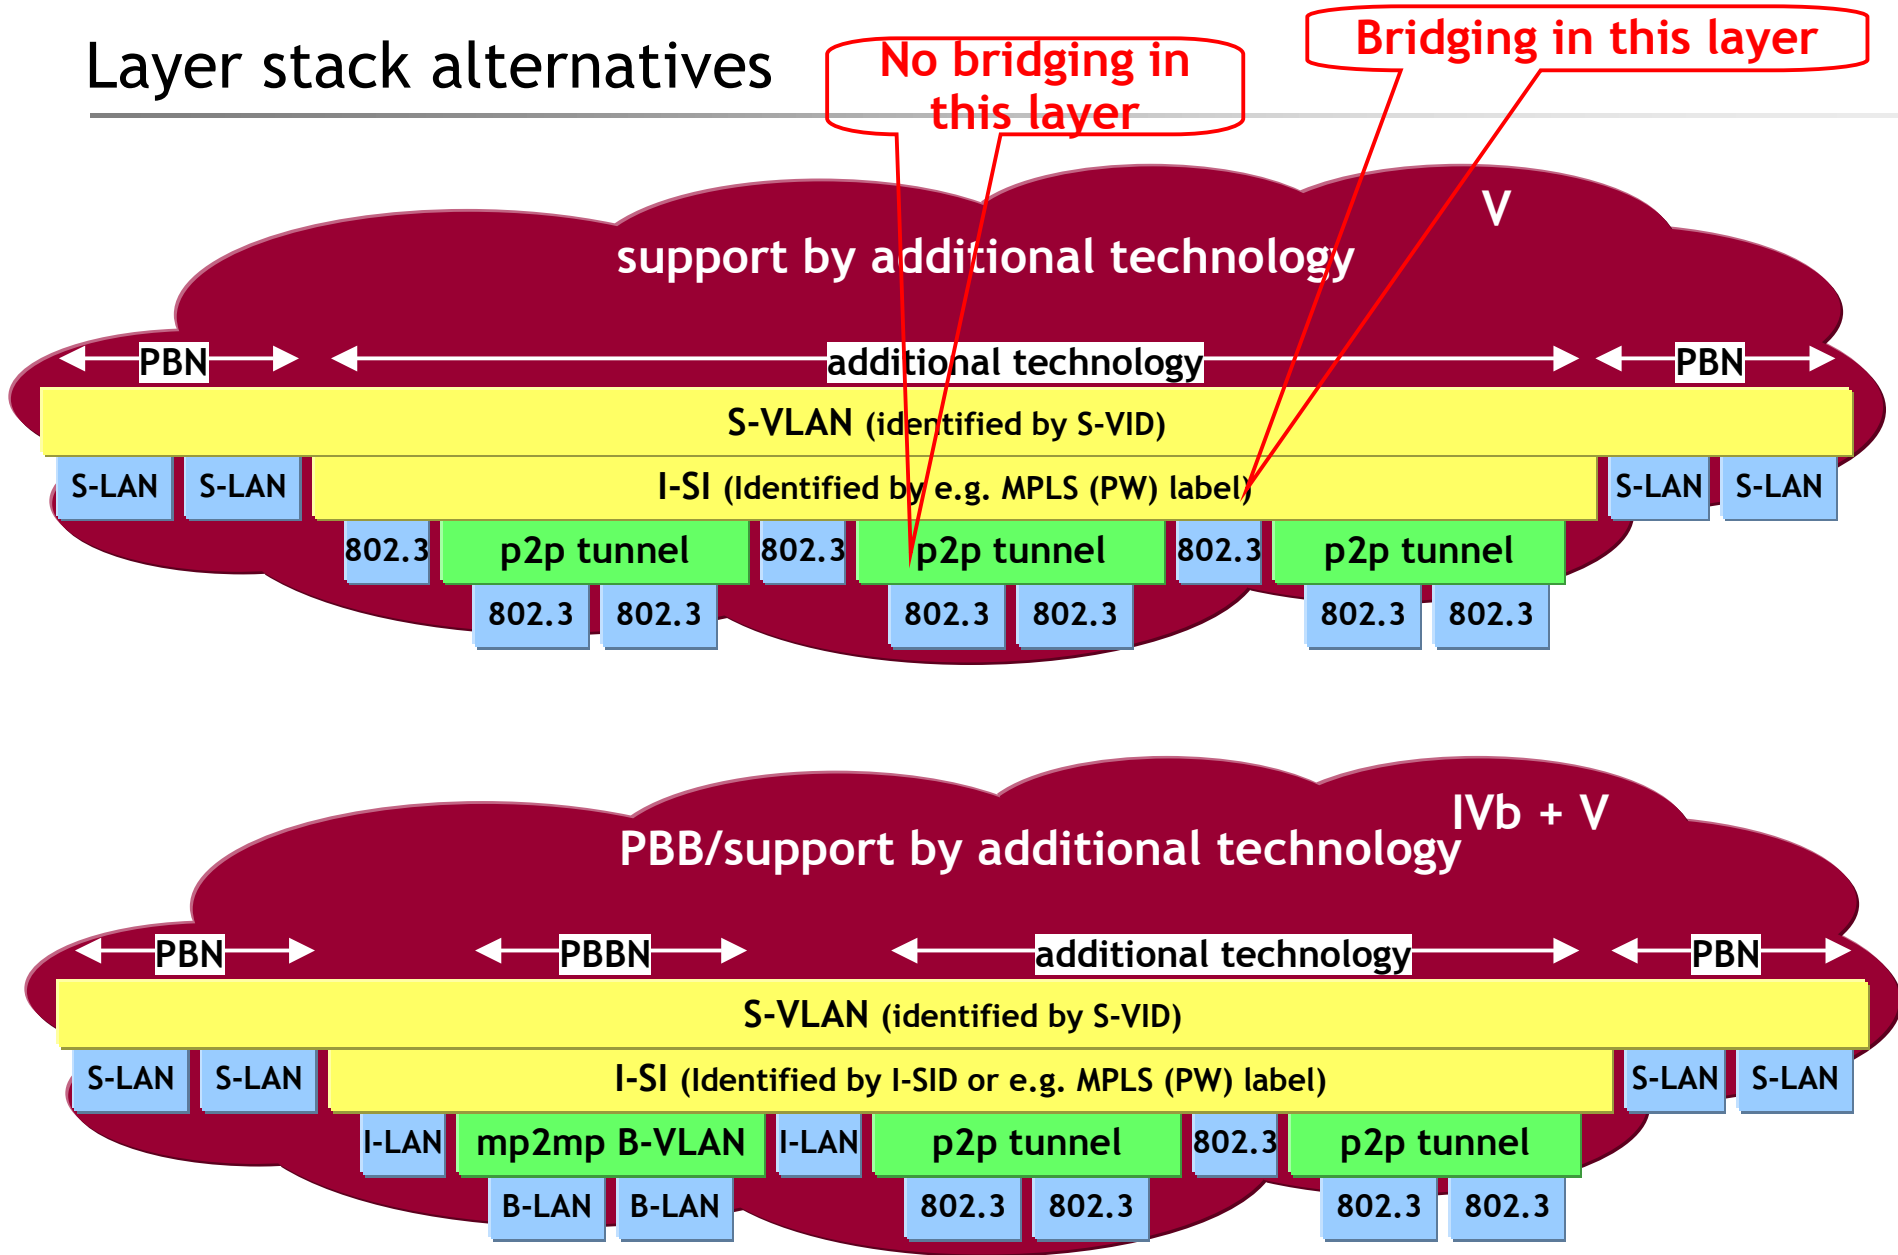 Layer stack alternatives
No bridging in
this layer
Bridging in this layer
V
support by additional technology
PBN
additional technology
PBN
S-VLAN (identified by S-VID)
S-LAN S-LAN I-SI (Identified by e.g. MPLS (PW) label) S-LAN S-LAN
802.3 p2p tunnel 802.3 p2p tunnel 802.3 p2p tunnel
802.3 802.3 802.3 802.3 802.3 802.3
IVb + V
PBB/support by additional technology
PBN
PBBN
additional technology
PBN
S-VLAN (identified by S-VID)
S-LAN S-LAN I-SI (Identified by I-SID or e.g. MPLS (PW) label) S-LAN S-LAN
I-LAN mp2mp B-VLAN I-LAN p2p tunnel 802.3 p2p tunnel
B-LAN B-LAN 802.3 802.3 802.3 802.3